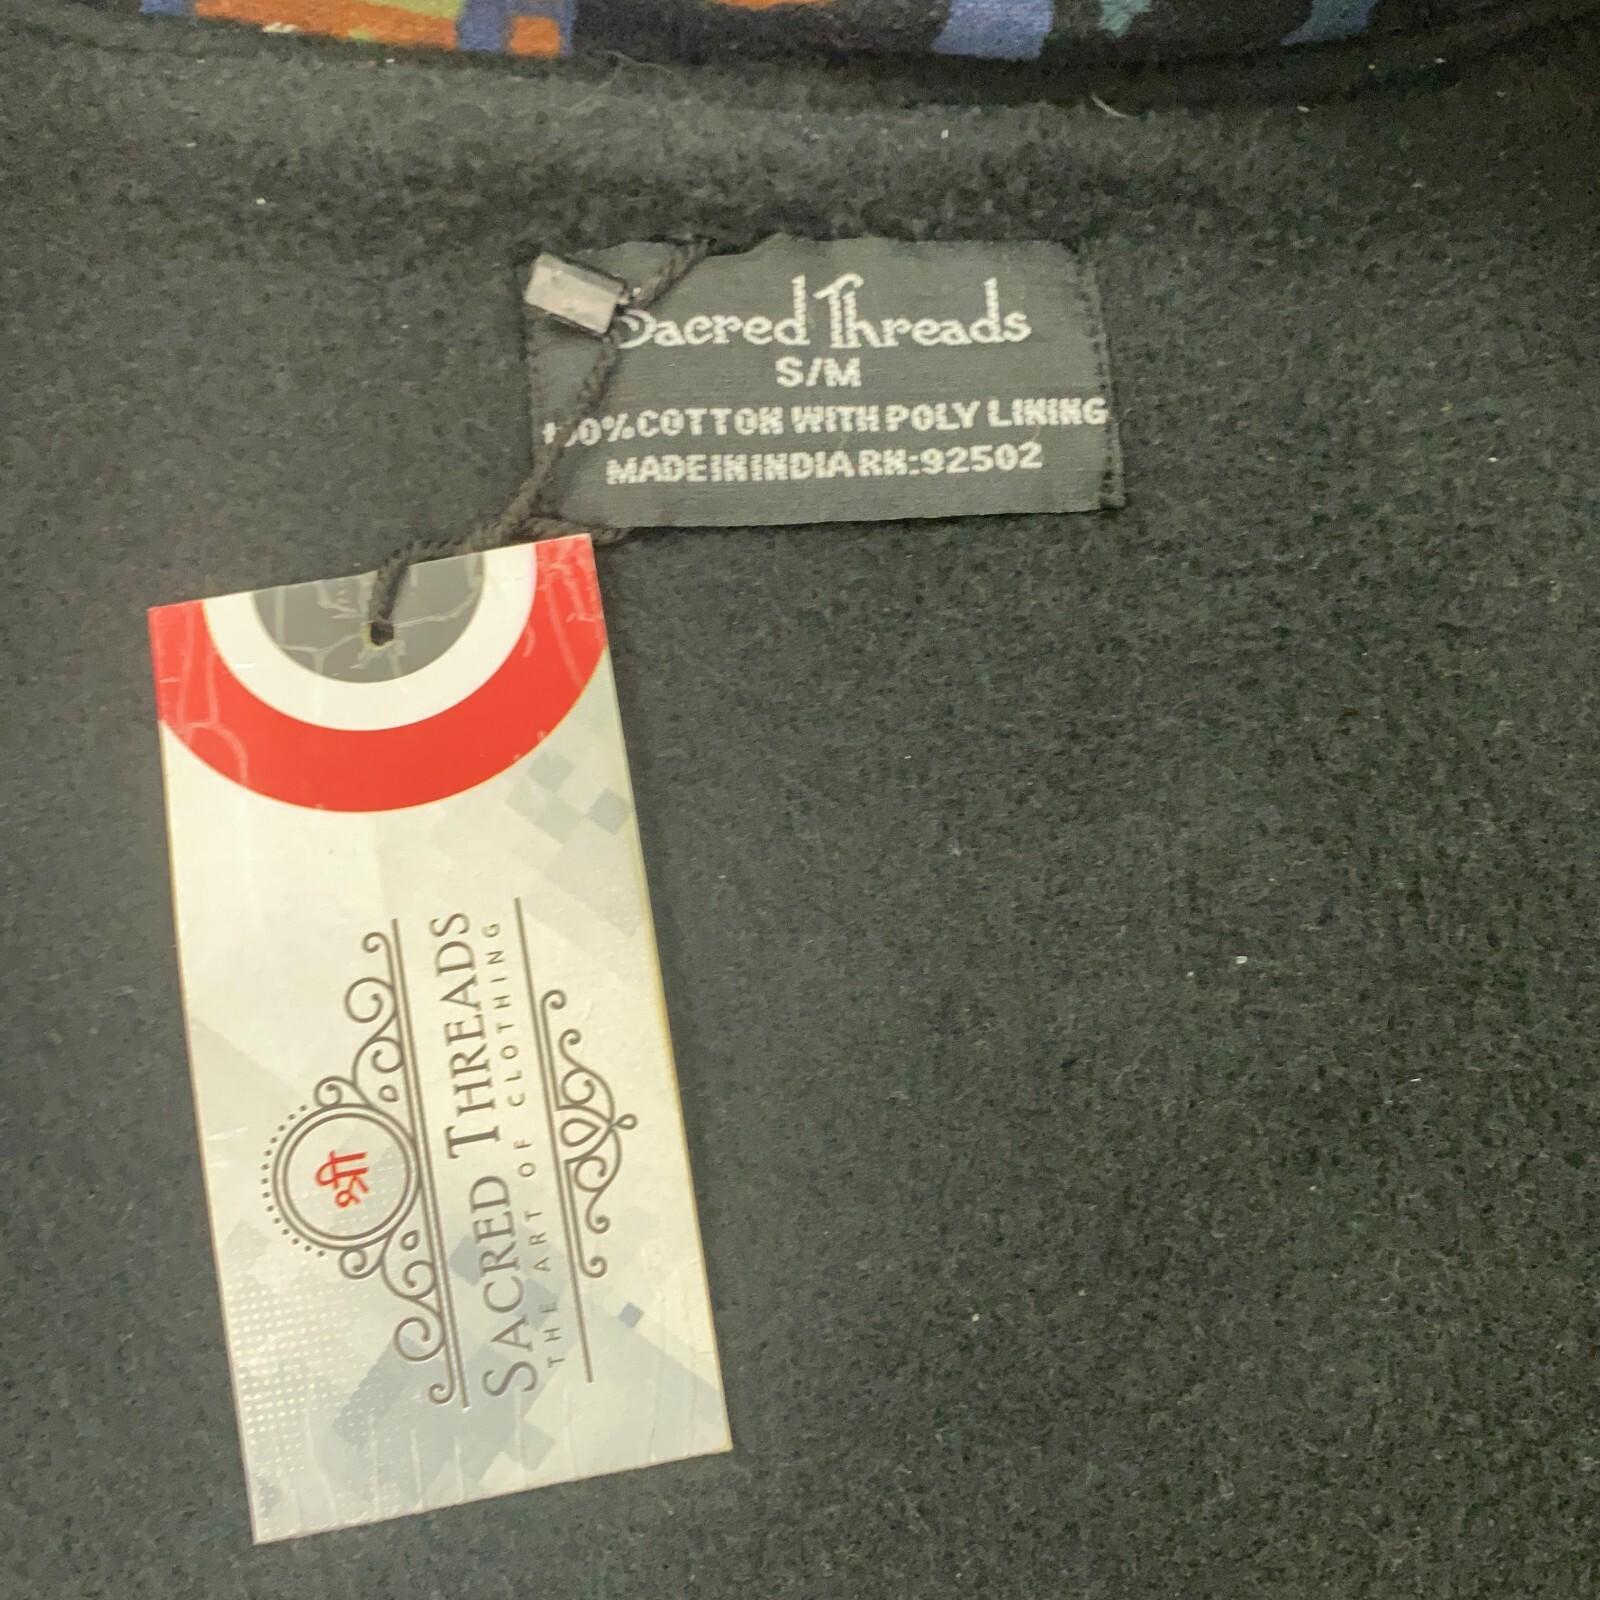 Sacred Threads
S/M
100% COTTON WITH POLY LINING
MADE IN INDIA RN:92502
श्री
SACRED THREADS
THE ART OF CLOTHING